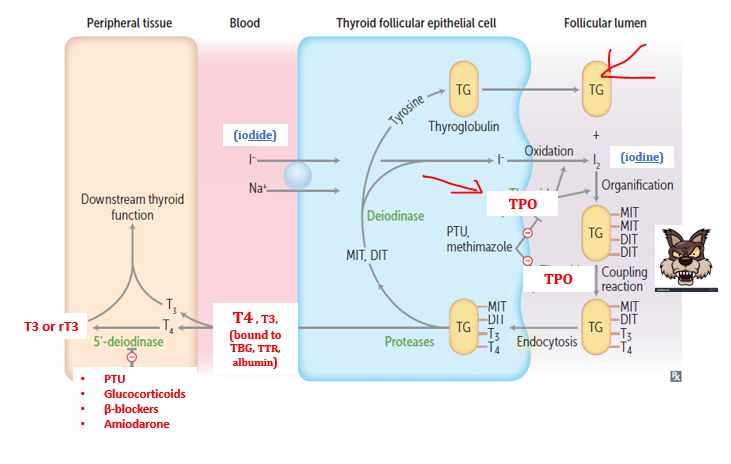 Peripheral tissue
Blood
Thyroid follicular epithelial cell
Follicular lumen
TG
TG
Tyrosine
Thyroglobulin
+
(iodide)
I⁻
I⁻
Oxidation
I₂
(iodine)
Na⁺
Organification
TPO
Downstream thyroid
function
Deiodinase
PTU,
methimazole
TG
MIT
MIT
DIT
DIT
MIT, DIT
TPO
Coupling
reaction
T3 or rT3
T₃
T₄
5'-deiodinase
T4 , T3,
(bound to
TBG, TTR,
albumin)
Proteases
TG
MIT
DIT
T₃
T₄
Endocytosis
TG
MIT
DIT
T₃
T₄
• PTU
• Glucocorticoids
• β-blockers
• Amiodarone
℞